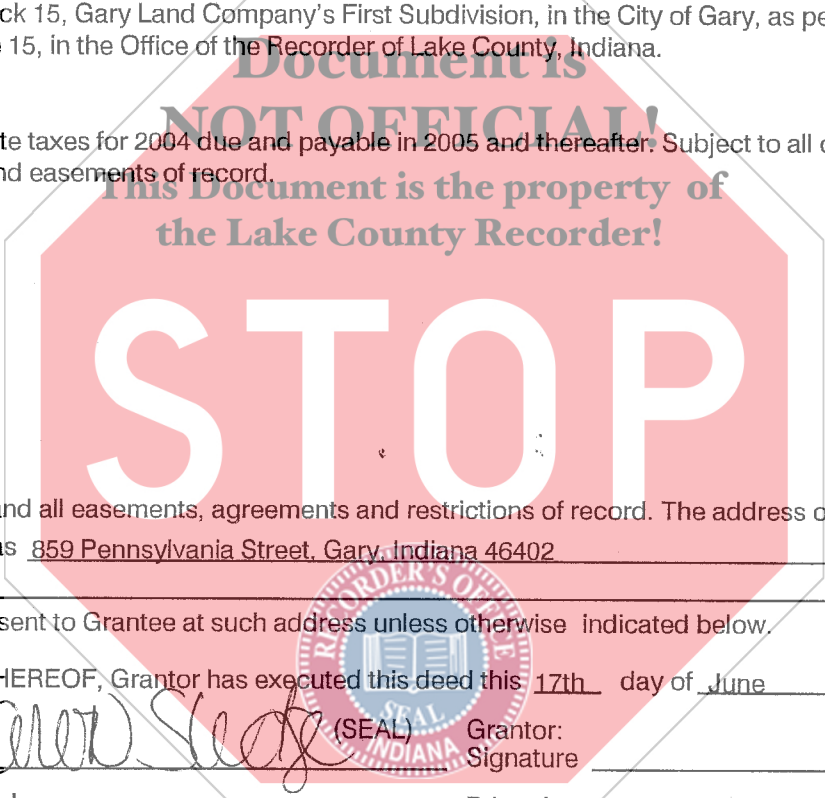 ck 15, Gary Land Company's First Subdivision, in the City of Gary, as pe
15, in the Office of the Recorder of Lake County, Indiana.
Document is
NOT OFFICIAL!
te taxes for 2004 due and payable in 2005 and thereafter. Subject to all
nd easements of record.
This Document is the property of
the Lake County Recorder!
STOP
and all easements, agreements and restrictions of record. The address o
s 859 Pennsylvania Street, Gary, Indiana 46402
RECORDER'S OFFICE
SEAL
INDIANA
sent to Grantee at such address unless otherwise indicated below.
HEREOF, Grantor has executed this deed this 17th day of June
Sledge (SEAL) Grantor:
Signature